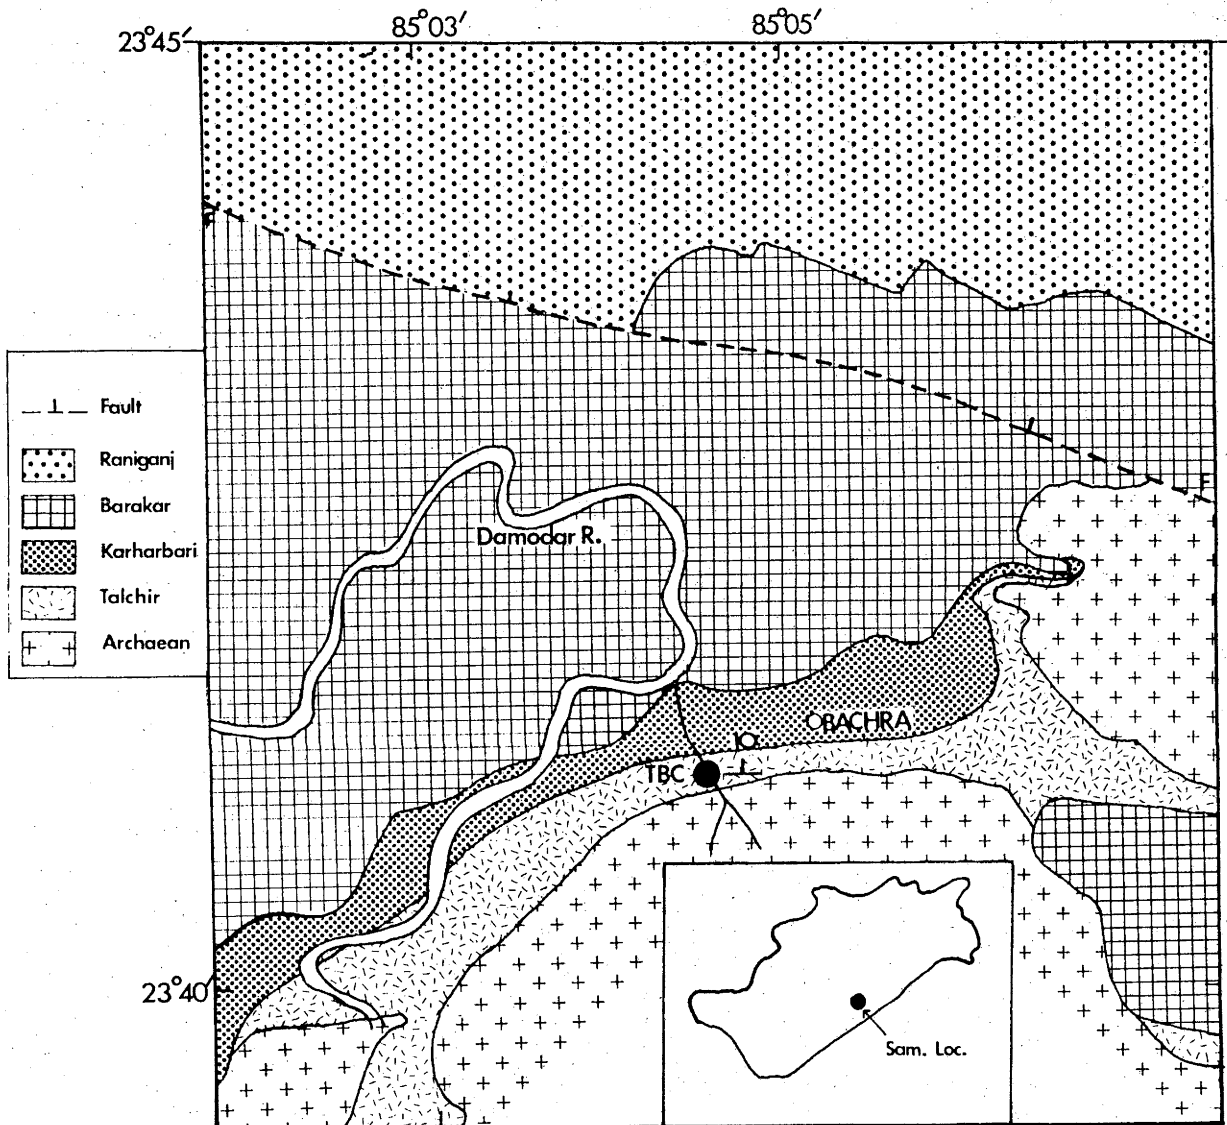 85°03′ 85°05′
23°45′
F
Fault
Raniganj
Barakar
Karharbari
Talchir
Archaean
F
Damodar R.
BACHRA
10
TBC
23°40′
Sam. Loc.